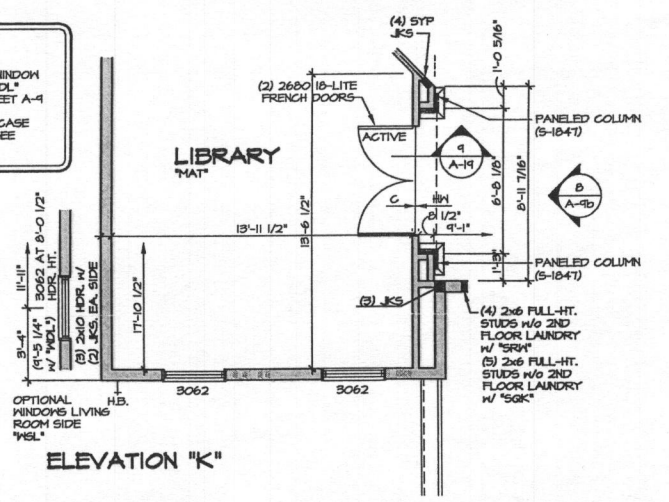 (4) SYP
JKS
1'-0 5/16"
INDOW
DL"
EET A-9
CASE
EE
(2) 2680 18-LITE
FRENCH DOORS
ACTIVE
PANELED COLUMN
(S-1847)
LIBRARY
"MAT"
9
A-19
6'-8 1/8"
8'-11 7/16"
8
A-9b
C
HW
8 1/2"
9'-1"
13'-11 1/2"
13'-6 1/2"
17'-10 1/2"
1'-3"
PANELED COLUMN
(S-1847)
11'-11"
3'-4"
(9'-5 1/4"
W/ "WDL")
3062 AT 8'-0 1/2"
HDR. HT.
(3) 2x10 HDR. W/
(2) JKS. EA. SIDE
(3) JKS
(4) 2x6 FULL-HT.
STUDS W/O 2ND
FLOOR LAUNDRY
W/ "SRW"
(5) 2x6 FULL-HT.
STUDS W/O 2ND
FLOOR LAUNDRY
W/ "SGK"
3062
3062
H.B.
OPTIONAL
WINDOWS LIVING
ROOM SIDE
"WSL"
ELEVATION "K"